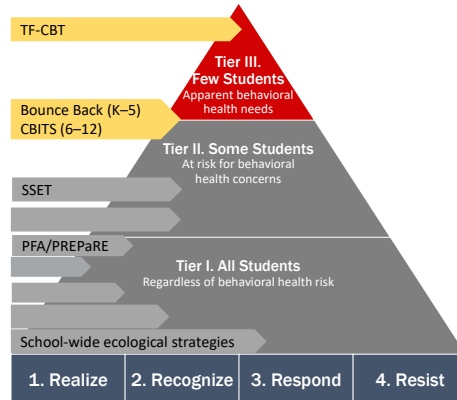 TF-CBT
Tier III.
Few Students
Apparent behavioral
health needs
Bounce Back (K–5)
CBITS (6–12)
Tier II. Some Students
At risk for behavioral
health concerns
SSET
PFA/PREPaRE
Tier I. All Students
Regardless of behavioral health risk
School-wide ecological strategies
1. Realize
2. Recognize
3. Respond
4. Resist